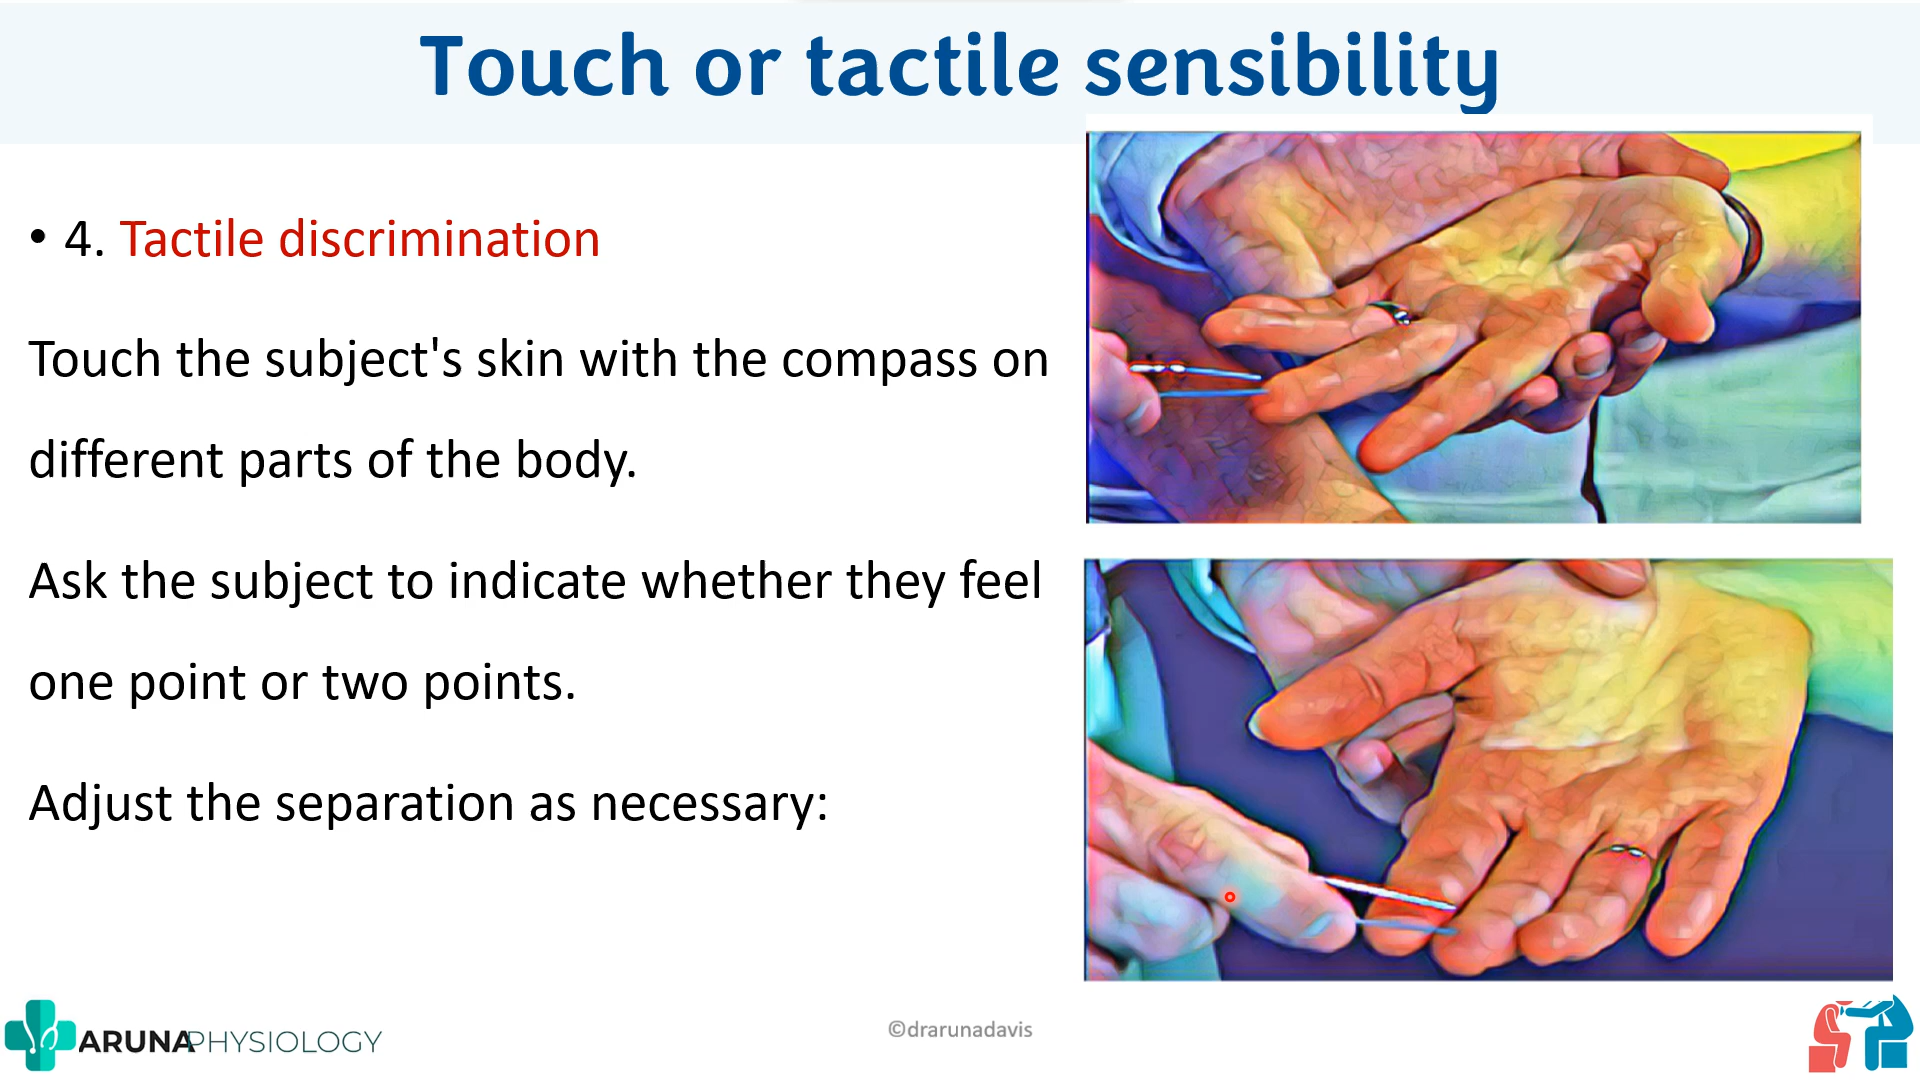 Touch or tactile sensibility
• 4. Tactile discrimination
Touch the subject's skin with the compass on
different parts of the body.
Ask the subject to indicate whether they feel
one point or two points.
Adjust the separation as necessary:
ARUNAPHYSIOLOGY
©drarunadavis